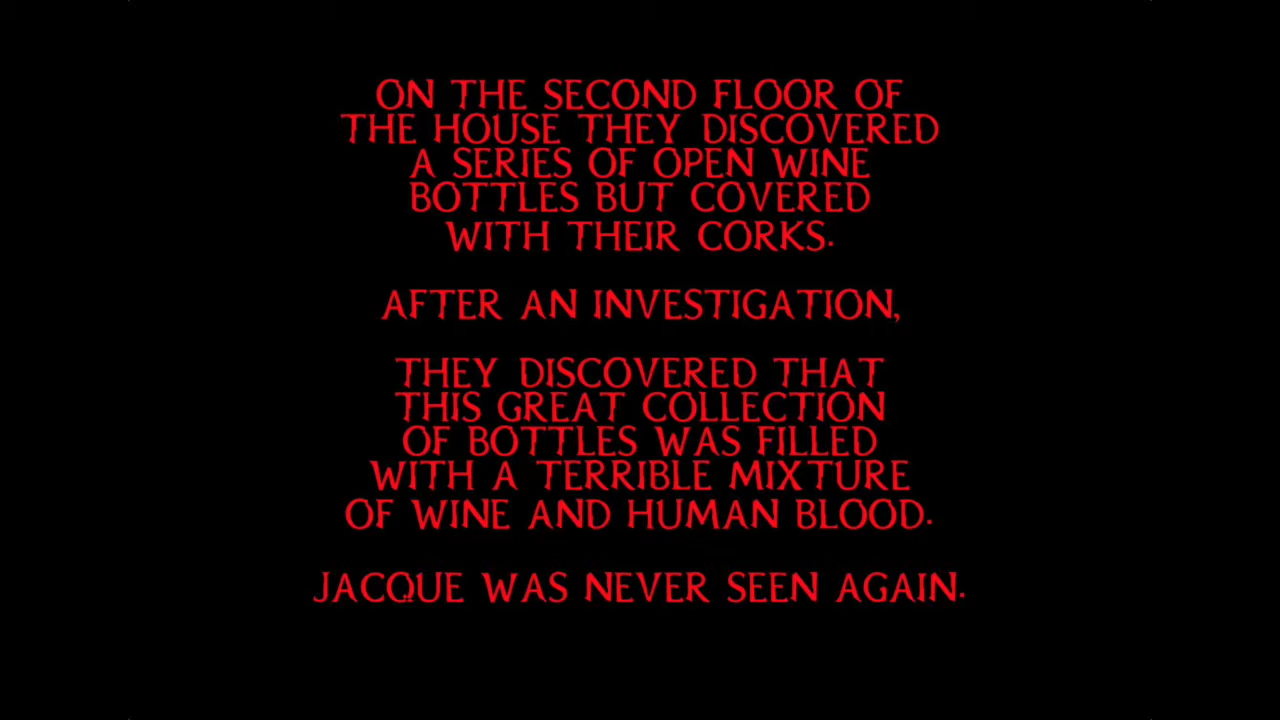 ON THE SECOND FLOOR OF
THE HOUSE THEY DISCOVERED
A SERIES OF OPEN WINE
BOTTLES BUT COVERED
WITH THEIR CORKS.
AFTER AN INVESTIGATION,
THEY DISCOVERED THAT
THIS GREAT COLLECTION
OF BOTTLES WAS FILLED
WITH A TERRIBLE MIXTURE
OF WINE AND HUMAN BLOOD.
JACQUE WAS NEVER SEEN AGAIN.